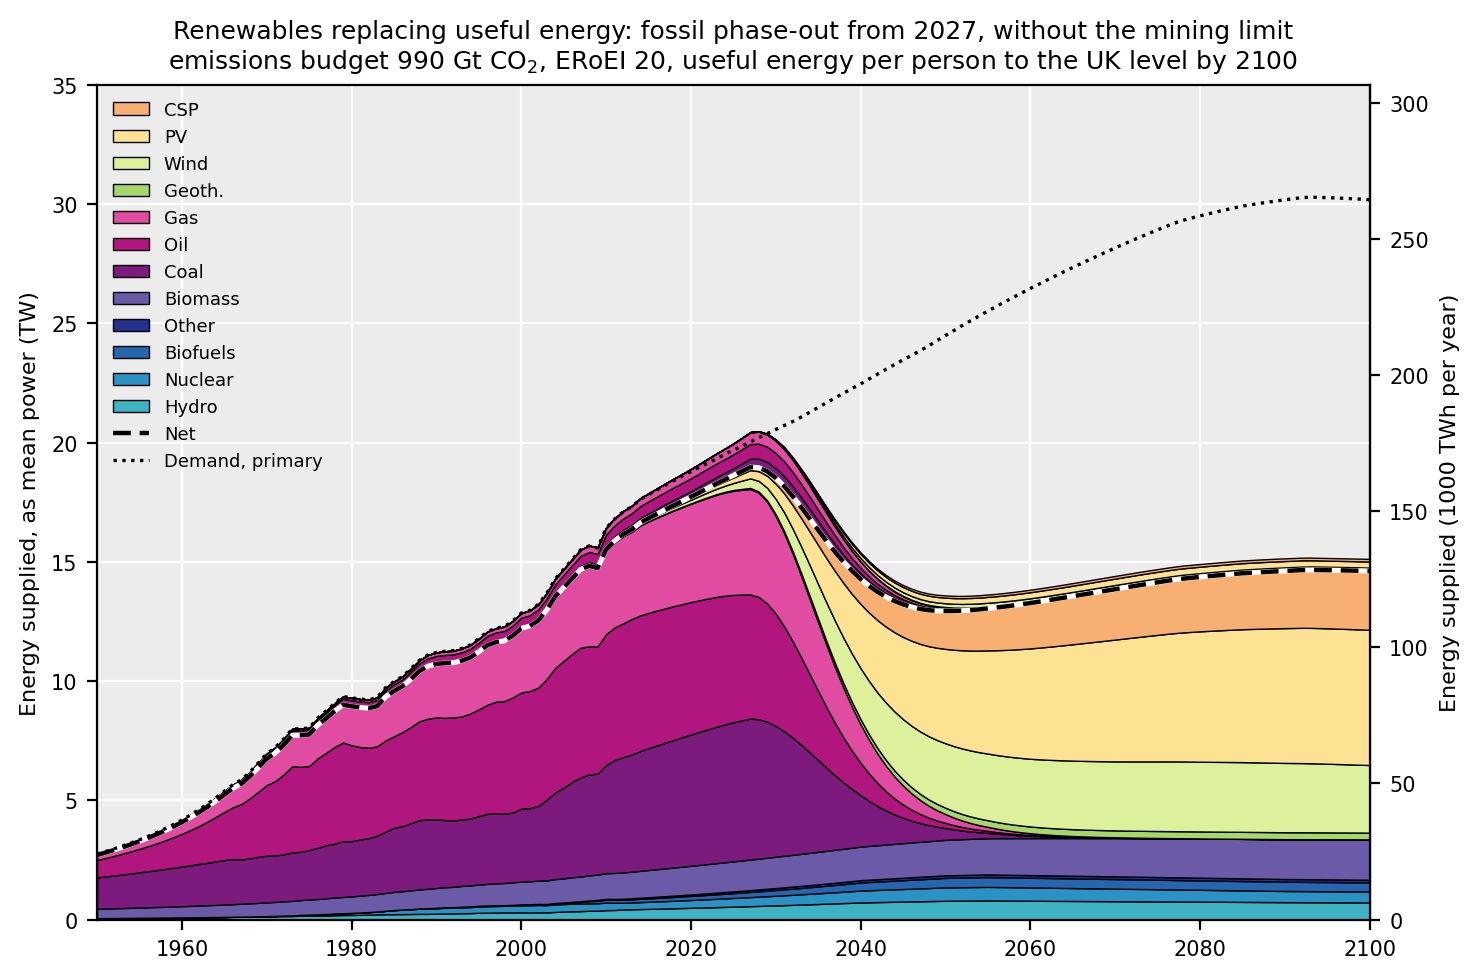 Renewables replacing useful energy: fossil phase-out from 2027, without the mining limit
emissions budget 990 Gt CO₂, ERoEI 20, useful energy per person to the UK level by 2100
Energy supplied, as mean power (TW)
35
30
25
20
15
10
5
0
CSP
PV
Wind
Geoth.
Gas
Oil
Coal
Biomass
Other
Biofuels
Nuclear
Hydro
Net
Demand, primary
300
250
200
150
100
50
0
Energy supplied (1000 TWh per year)
1960
1980
2000
2020
2040
2060
2080
2100